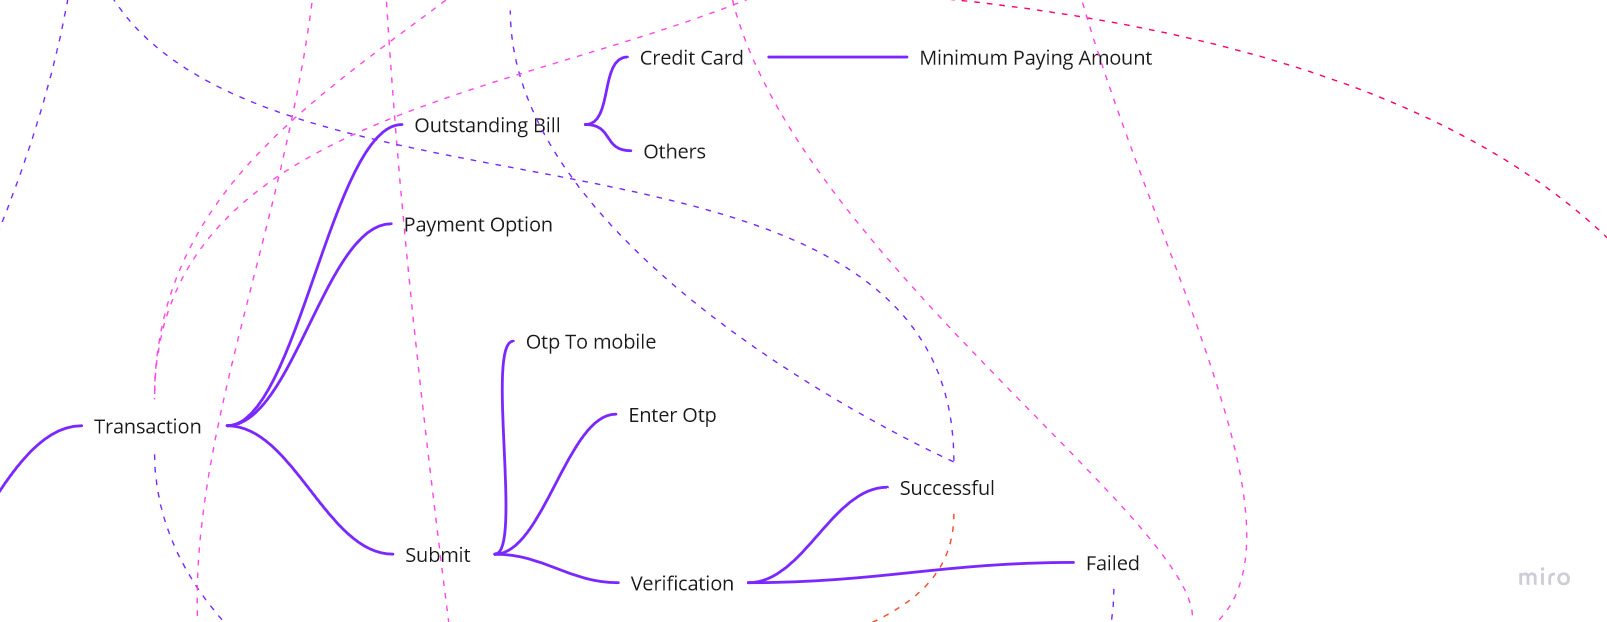 Credit Card
Minimum Paying Amount
Outstanding Bill
Others
Payment Option
Otp To mobile
Enter Otp
Transaction
Successful
Submit
Failed
Verification
miro